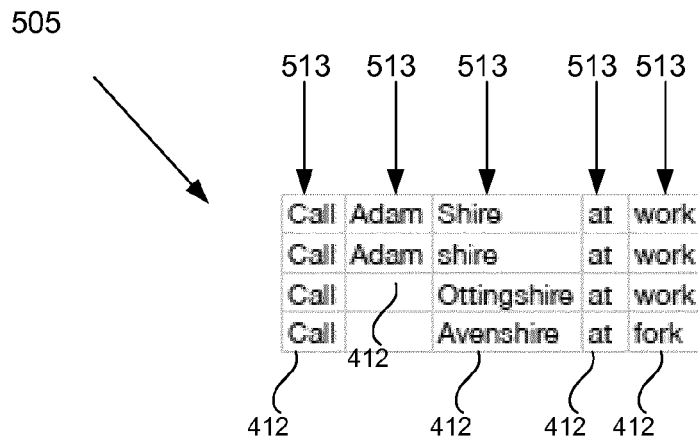 505
513 513 513 513 513
Call Adam Shire at work
Call Adam shire at work
Call Ottingshire at work
Call Avenshire at fork
412
412 412 412 412